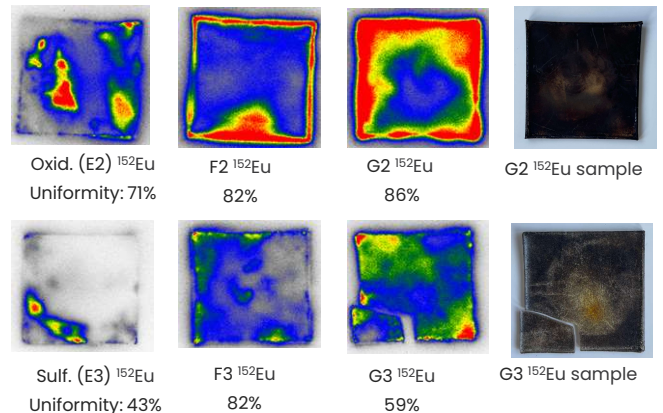 Oxid. (E2) ¹⁵²Eu
Uniformity: 71%
F2 ¹⁵²Eu
82%
G2 ¹⁵²Eu
86%
G2 ¹⁵²Eu sample
Sulf. (E3) ¹⁵²Eu
Uniformity: 43%
F3 ¹⁵²Eu
82%
G3 ¹⁵²Eu
59%
G3 ¹⁵²Eu sample